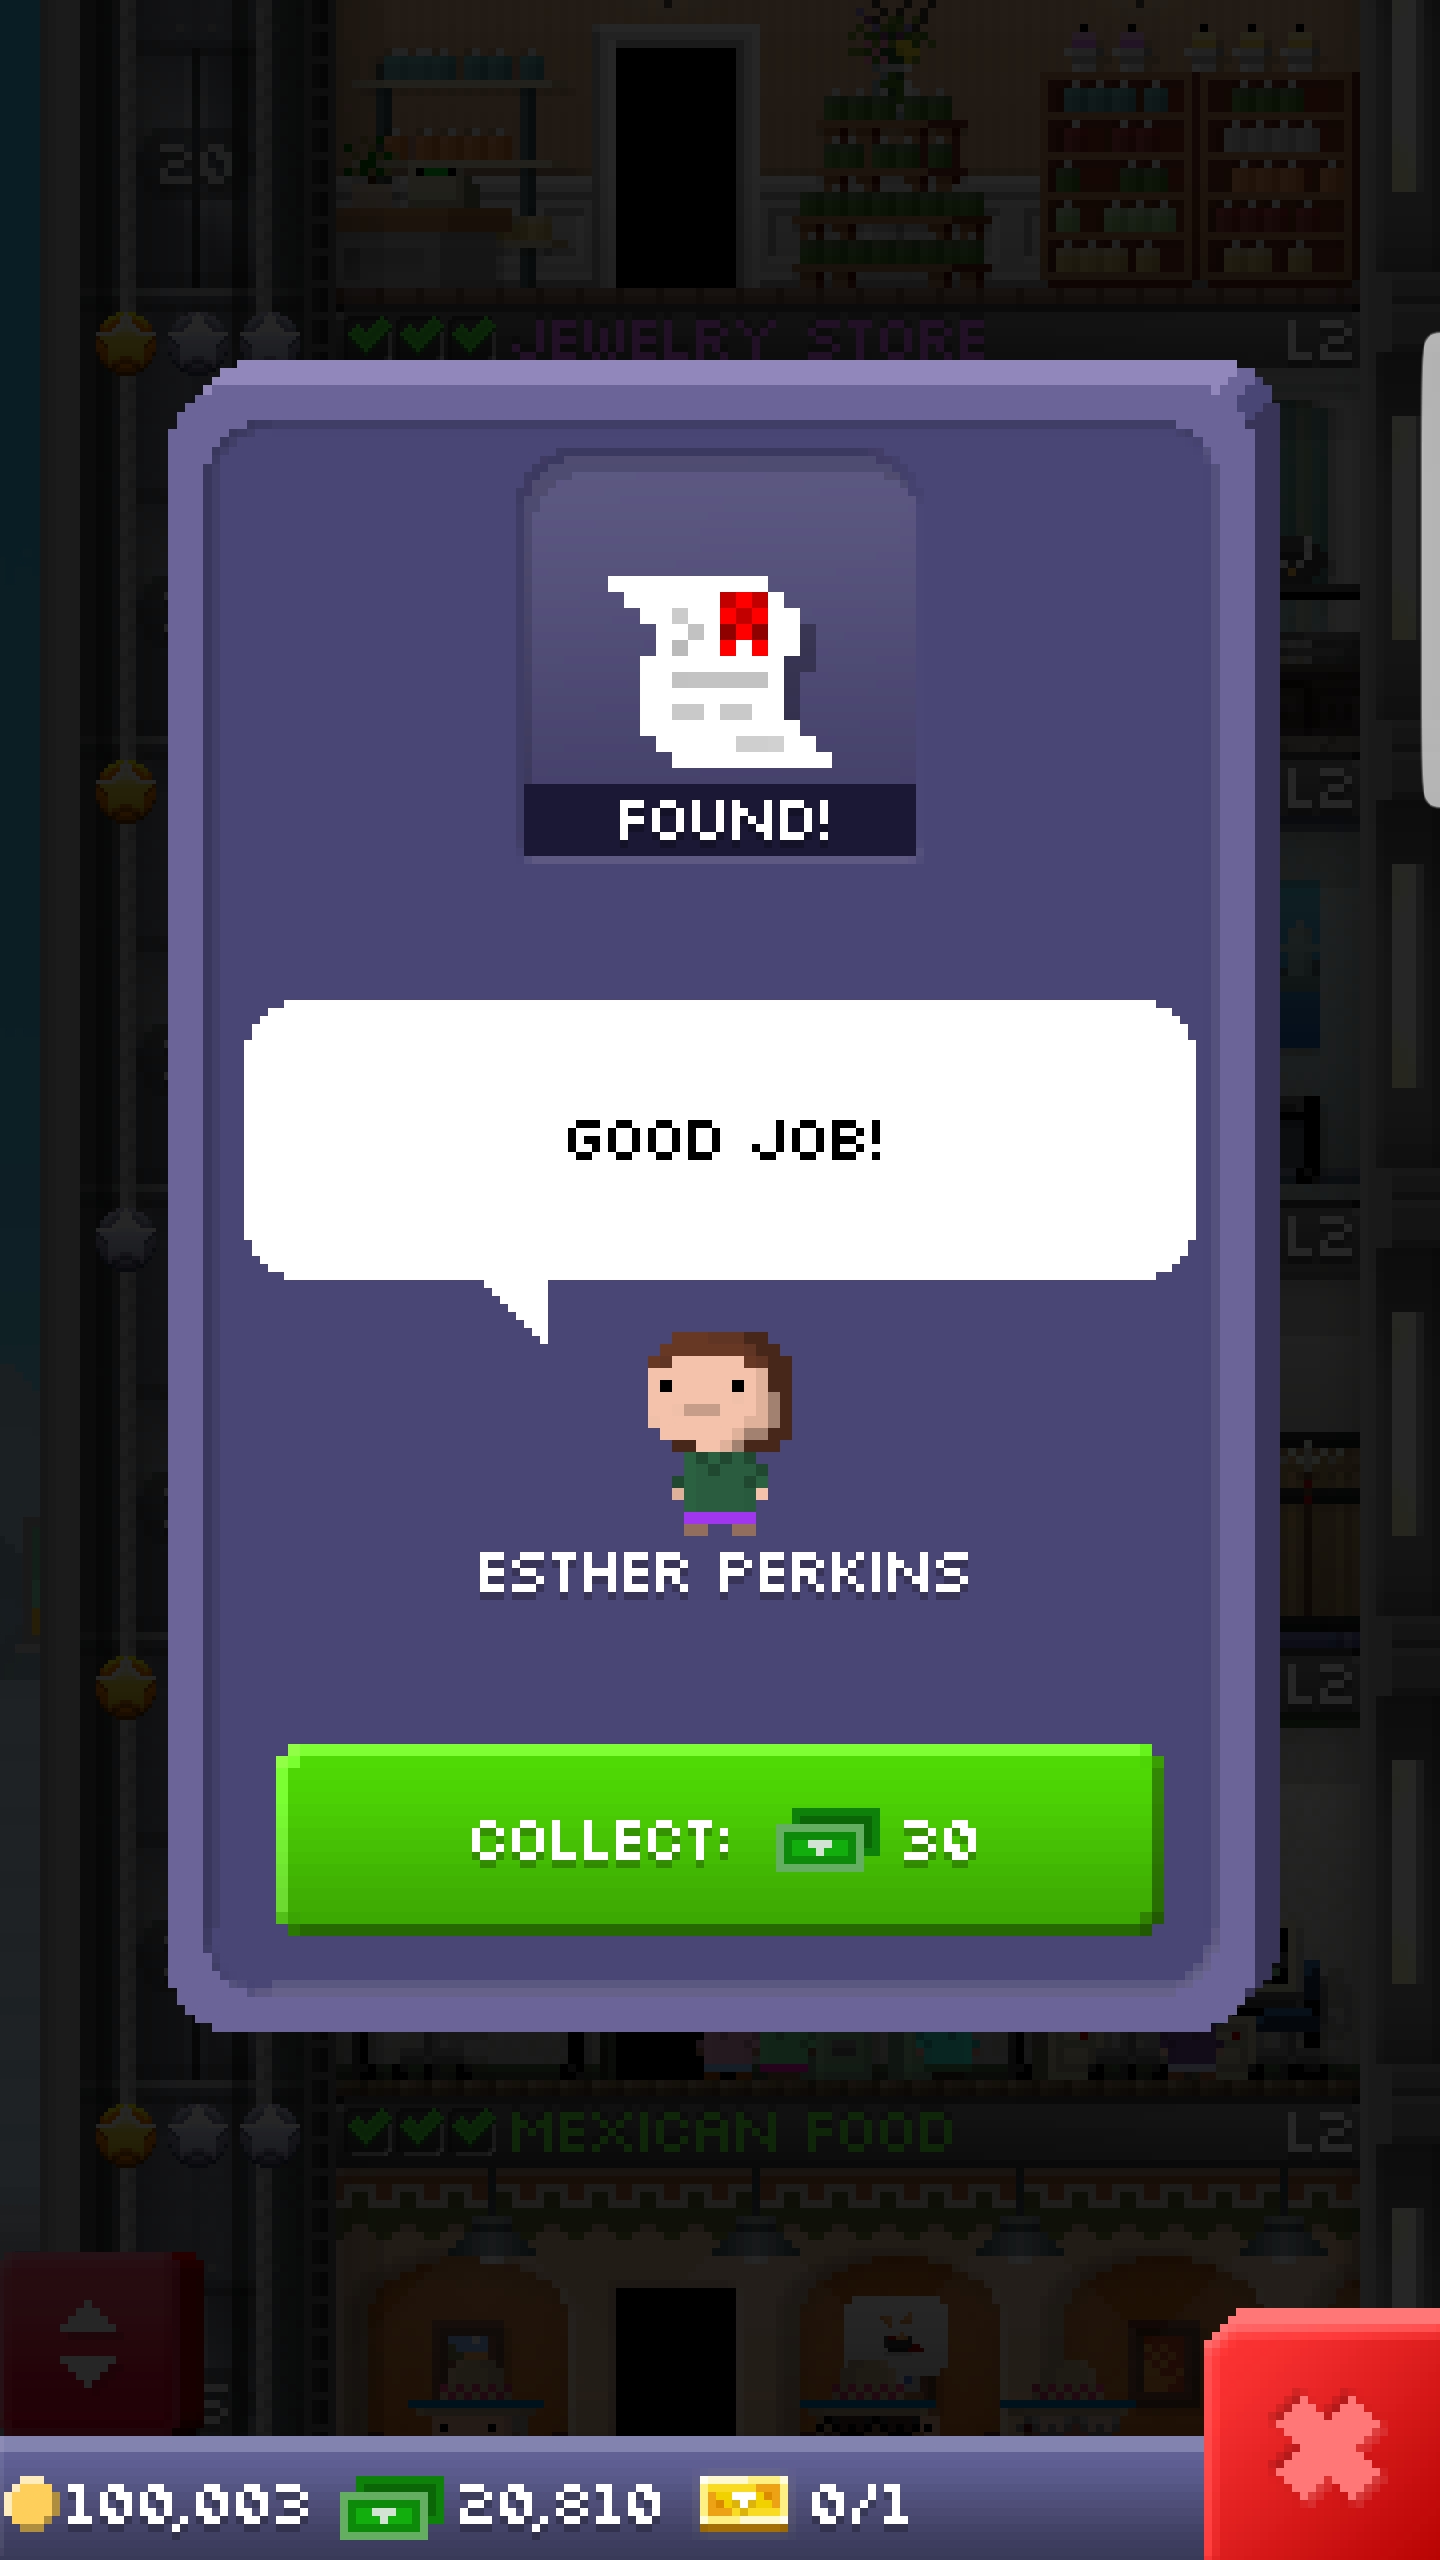 20
JEWELRY STORE
L2
FOUND!
L2
GOOD JOB!
L2
ESTHER PERKINS
L2
COLLECT: 30
MEXICAN FOOD
L2
100,003 20,810 0/1